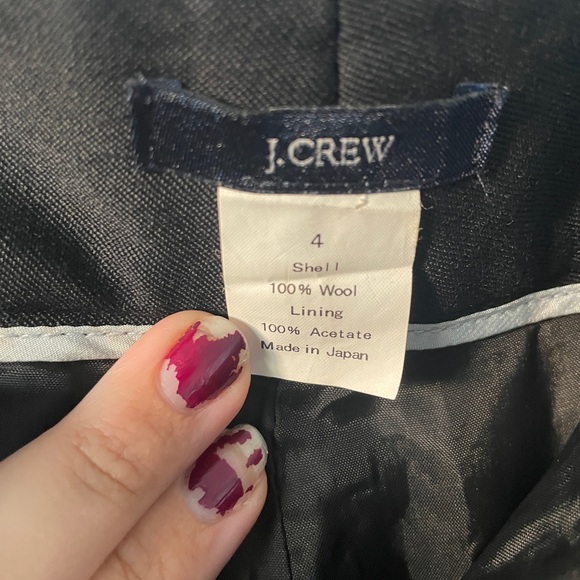 J.CREW
4
Shell
100% Wool
Lining
100% Acetate
Made in Japan